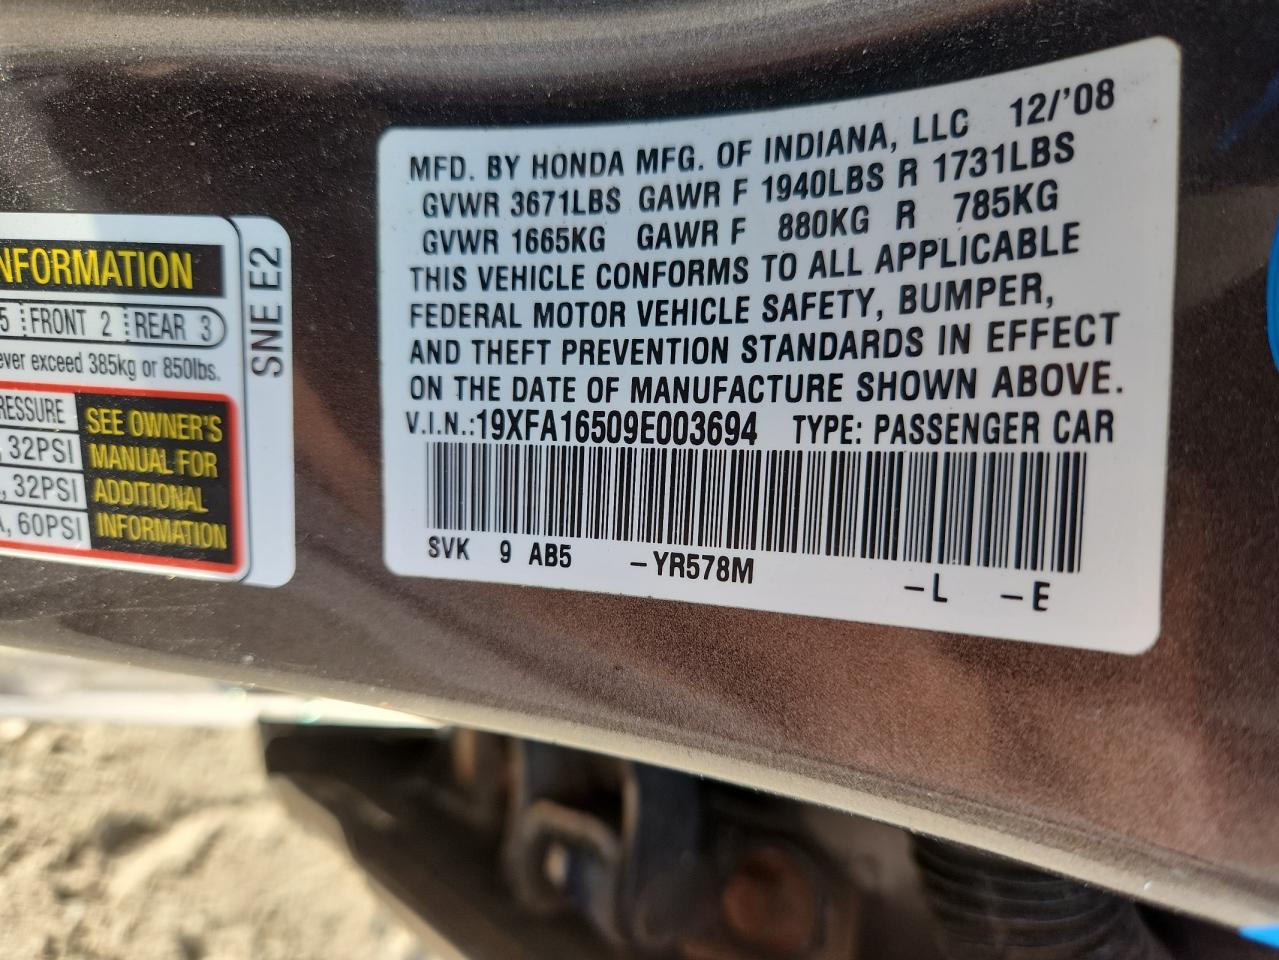 MFD. BY HONDA MFG. OF INDIANA, LLC 12/'08
GVWR 3671LBS GAWR F 1940LBS R 1731LBS
GVWR 1665KG GAWR F 880KG R 785KG
THIS VEHICLE CONFORMS TO ALL APPLICABLE
FEDERAL MOTOR VEHICLE SAFETY, BUMPER,
AND THEFT PREVENTION STANDARDS IN EFFECT
ON THE DATE OF MANUFACTURE SHOWN ABOVE.
V.I.N.:19XFA16509E003694 TYPE: PASSENGER CAR
SVK 9 AB5 -YR578M -L -E
NFORMATION
5 FRONT 2 REAR 3
ever exceed 385kg or 850lbs.
RESSURE
, 32PSI
, 32PSI
A, 60PSI
SEE OWNER'S
MANUAL FOR
ADDITIONAL
INFORMATION
SNE E2